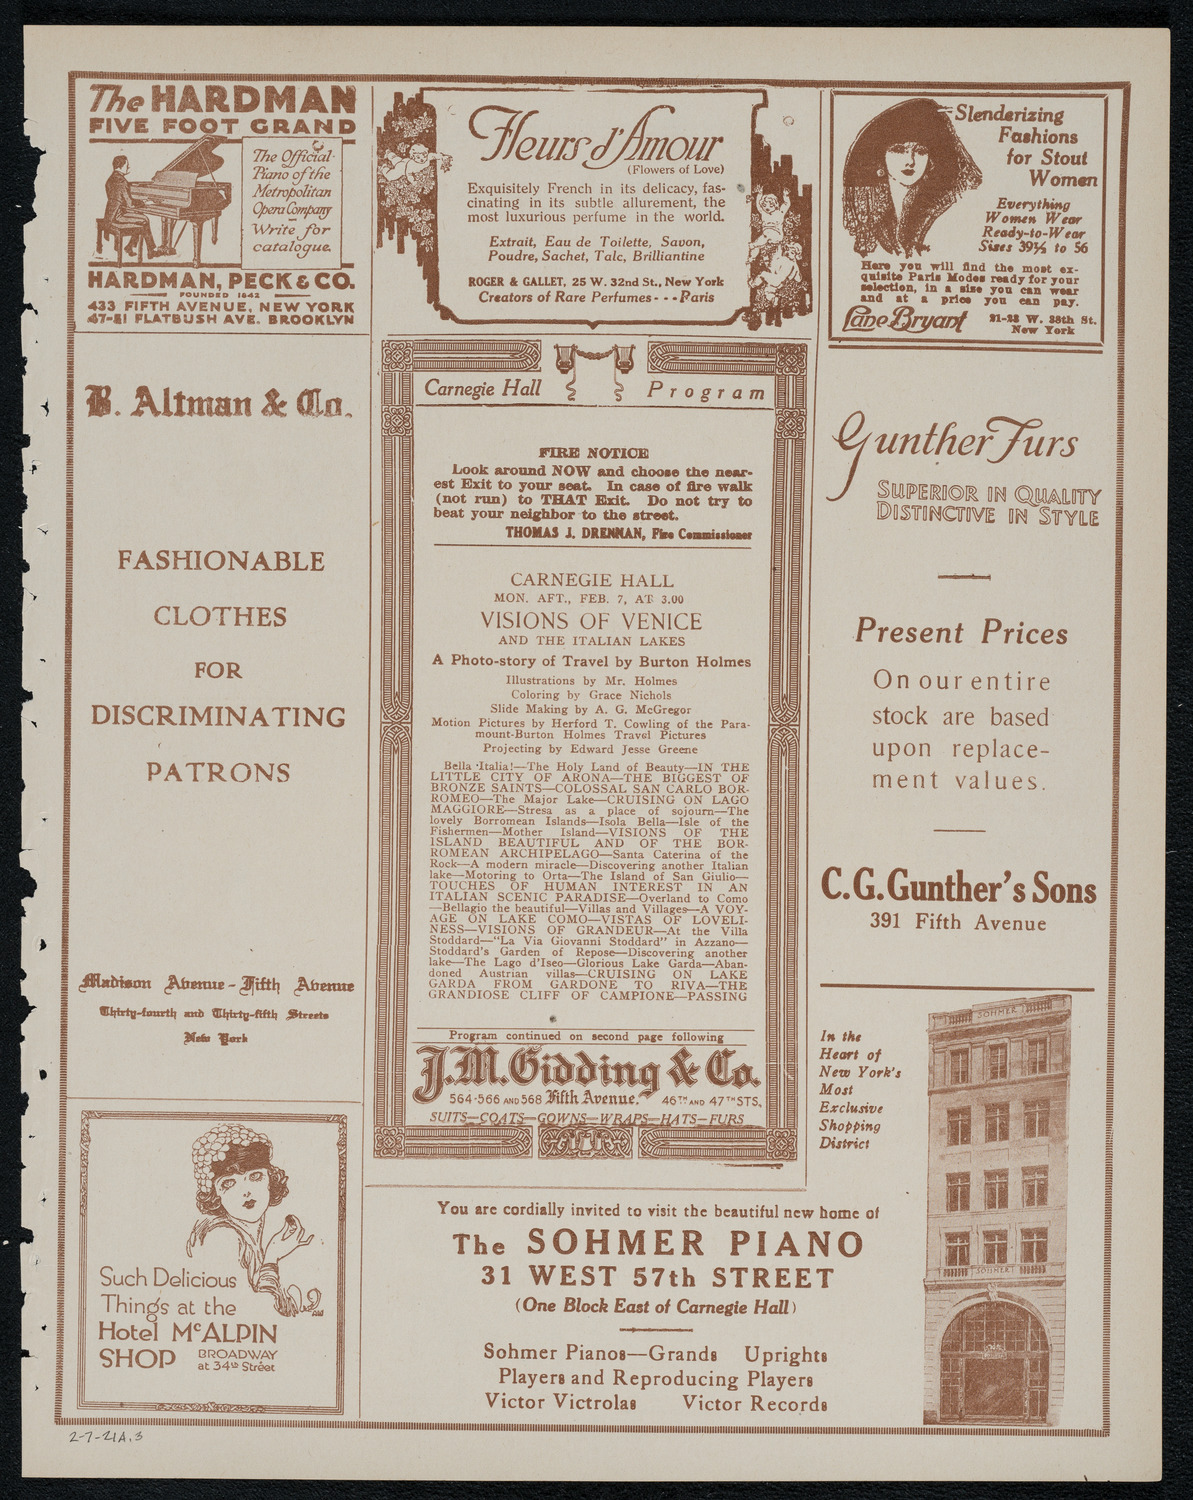 The HARDMAN
FIVE FOOT GRAND
The Official
Piano of the
Metropolitan
Opera Company
Write for
catalogue.
HARDMAN, PECK & CO.
FOUNDED 1842
433 FIFTH AVENUE, NEW YORK
47-51 FLATBUSH AVE. BROOKLYN
Fleurs d'Amour
(Flowers of Love)
Exquisitely French in its delicacy, fas-
cinating in its subtle allurement, the
most luxurious perfume in the world.
Extrait, Eau de Toilette, Savon,
Poudre, Sachet, Talc, Brilliantine
ROGER & GALLET, 25 W. 32nd St., New York
Creators of Rare Perfumes - - - Paris
Slenderizing
Fashions
for Stout
Women
Everything
Women Wear
Ready-to-Wear
Sizes 39½ to 56
Here you will find the most ex-
quisite Paris Modes ready for your
selection, in a size you can wear
and at a price you can pay.
Lane Bryant 21-23 W. 38th St.
New York
B. Altman & Co.
FASHIONABLE
CLOTHES
FOR
DISCRIMINATING
PATRONS
Madison Avenue - Fifth Avenue
Thirty-fourth and Thirty-fifth Streets
New York
Such Delicious
Things at the
Hotel McALPIN
SHOP BROADWAY
at 34th Street
Carnegie Hall Program
FIRE NOTICE
Look around NOW and choose the near-
est Exit to your seat. In case of fire walk
(not run) to THAT Exit. Do not try to
beat your neighbor to the street.
THOMAS J. DRENNAN, Fire Commissioner
CARNEGIE HALL
MON. AFT., FEB. 7, AT 3.00
VISIONS OF VENICE
AND THE ITALIAN LAKES
A Photo-story of Travel by Burton Holmes
Illustrations by Mr. Holmes
Coloring by Grace Nichols
Slide Making by A. G. McGregor
Motion Pictures by Herford T. Cowling of the Para-
mount-Burton Holmes Travel Pictures
Projecting by Edward Jesse Greene
Bella Italia!—The Holy Land of Beauty—IN THE
LITTLE CITY OF ARONA—THE BIGGEST OF
BRONZE SAINTS—COLOSSAL SAN CARLO BOR-
ROMEO—The Major Lake—CRUISING ON LAGO
MAGGIORE—Stresa as a place of sojourn—The
lovely Borromean Islands—Isola Bella—Isle of the
Fishermen—Mother Island—VISIONS OF THE
ISLAND BEAUTIFUL AND OF THE BOR-
ROMEAN ARCHIPELAGO—Santa Caterina of the
Rock—A modern miracle—Discovering another Italian
lake—Motoring to Orta—The Island of San Giulio—
TOUCHES OF HUMAN INTEREST IN AN
ITALIAN SCENIC PARADISE—Overland to Como
—Bellagio the beautiful—Villas and Villages—A VOY-
AGE ON LAKE COMO—VISTAS OF LOVELI-
NESS—VISIONS OF GRANDEUR—At the Villa
Stoddard—"La Via Giovanni Stoddard" in Azzano—
Stoddard's Garden of Repose—Discovering another
lake—The Lago d'Iseo—Glorious Lake Garda—Aban-
doned Austrian villas—CRUISING ON LAKE
GARDA FROM GARDONE TO RIVA—THE
GRANDIOSE CLIFF OF CAMPIONE—PASSING
Program continued on second page following
J.M. Gidding & Co.
564-566 AND 568 Fifth Avenue. 46TH AND 47TH STS.
SUITS—COATS—GOWNS—WRAPS—HATS—FURS
Gunther Furs
SUPERIOR IN QUALITY
DISTINCTIVE IN STYLE
Present Prices
On our entire
stock are based
upon replace-
ment values.
C.G. Gunther's Sons
391 Fifth Avenue
In the
Heart of
New York's
Most
Exclusive
Shopping
District
SOHMER
SOHMER
You are cordially invited to visit the beautiful new home of
The SOHMER PIANO
31 WEST 57th STREET
(One Block East of Carnegie Hall)
Sohmer Pianos—Grands Uprights
Players and Reproducing Players
Victor Victrolas Victor Records
2-7-21A.3